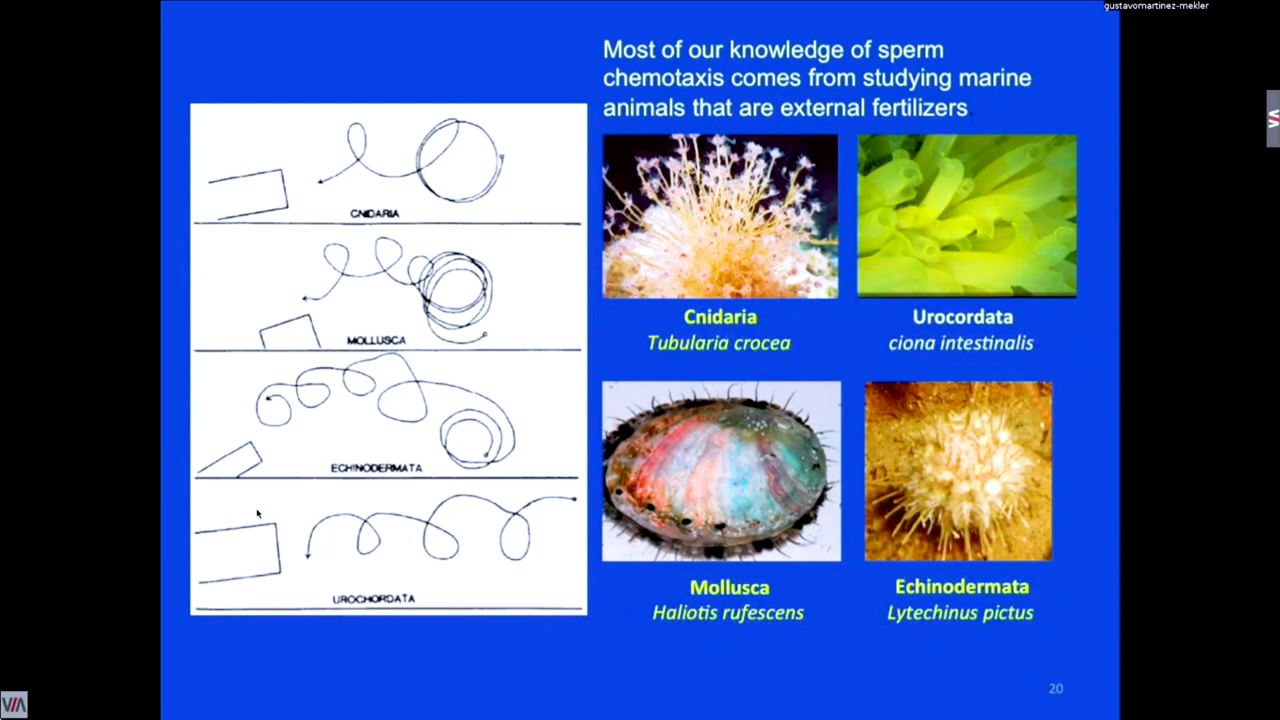 gustavomartinez-mekler
Most of our knowledge of sperm
chemotaxis comes from studying marine
animals that are external fertilizers.
CNIDARIA
MOLLUSCA
ECHINODERMATA
UROCHORDATA
Cnidaria
Tubularia crocea
Urocordata
ciona intestinalis
Mollusca
Haliotis rufescens
Echinodermata
Lytechinus pictus
20
VIA